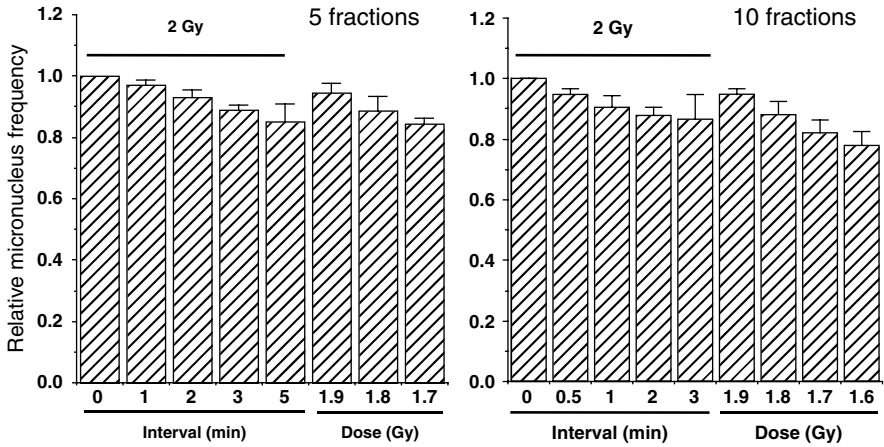 5 fractions
2 Gy
Relative micronucleus frequency
1.2
1.0
0.8
0.6
0.4
0.2
0.0
0 1 2 3 5 1.9 1.8 1.7
Interval (min) Dose (Gy)
10 fractions
2 Gy
1.2
1.0
0.8
0.6
0.4
0.2
0.0
0 0.5 1 2 3 1.9 1.8 1.7 1.6
Interval (min) Dose (Gy)